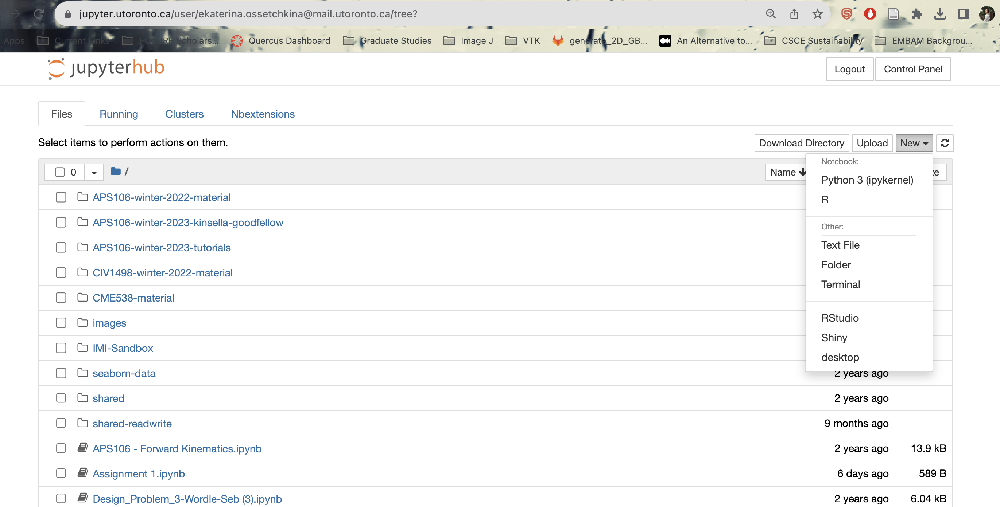 jupyter.utoronto.ca/user/ekaterina.ossetchkina@mail.utoronto.ca/tree?
Apps Current Links FUTURE Scholars... Quercus Dashboard Graduate Studies Image J VTK generate_2D_GB... An Alternative to... CSCE Sustainability EMBAM Backgrou...
jupyterhub
Logout Control Panel
Files Running Clusters Nbextensions
Select items to perform actions on them.
Download Directory Upload New
0 /
Name
ze
Notebook:
Python 3 (ipykernel)
R
Other:
Text File
Folder
Terminal
RStudio
Shiny
desktop
APS106-winter-2022-material
APS106-winter-2023-kinsella-goodfellow
APS106-winter-2023-tutorials
CIV1498-winter-2022-material
CME538-material
images
IMI-Sandbox
seaborn-data 2 years ago
shared 2 years ago
shared-readwrite 9 months ago
APS106 - Forward Kinematics.ipynb 2 years ago 13.9 kB
Assignment 1.ipynb 6 days ago 589 B
Design_Problem_3-Wordle-Seb (3).ipynb 2 years ago 6.04 kB